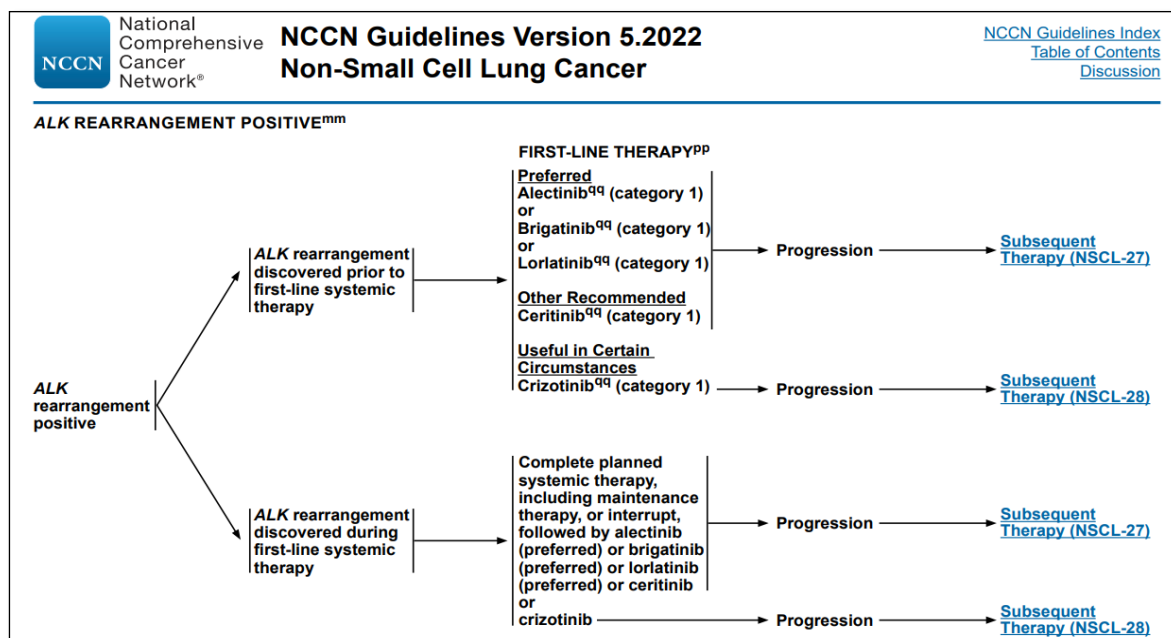 NCCN
National
Comprehensive
Cancer
Network®
NCCN Guidelines Version 5.2022
Non-Small Cell Lung Cancer
NCCN Guidelines Index
Table of Contents
Discussion
ALK REARRANGEMENT POSITIVEmm
ALK
rearrangement
positive
ALK rearrangement
discovered prior to
first-line systemic
therapy
FIRST-LINE THERAPYpp
Preferred
Alectinibqq (category 1)
or
Brigatinibqq (category 1)
or
Lorlatinibqq (category 1)
Other Recommended
Ceritinibqq (category 1)
Progression
Subsequent
Therapy (NSCL-27)
Useful in Certain
Circumstances
Crizotinibqq (category 1)
Progression
Subsequent
Therapy (NSCL-28)
ALK rearrangement
discovered during
first-line systemic
therapy
Complete planned
systemic therapy,
including maintenance
therapy, or interrupt,
followed by alectinib
(preferred) or brigatinib
(preferred) or lorlatinib
(preferred) or ceritinib
or
crizotinib
Progression
Subsequent
Therapy (NSCL-27)
Progression
Subsequent
Therapy (NSCL-28)